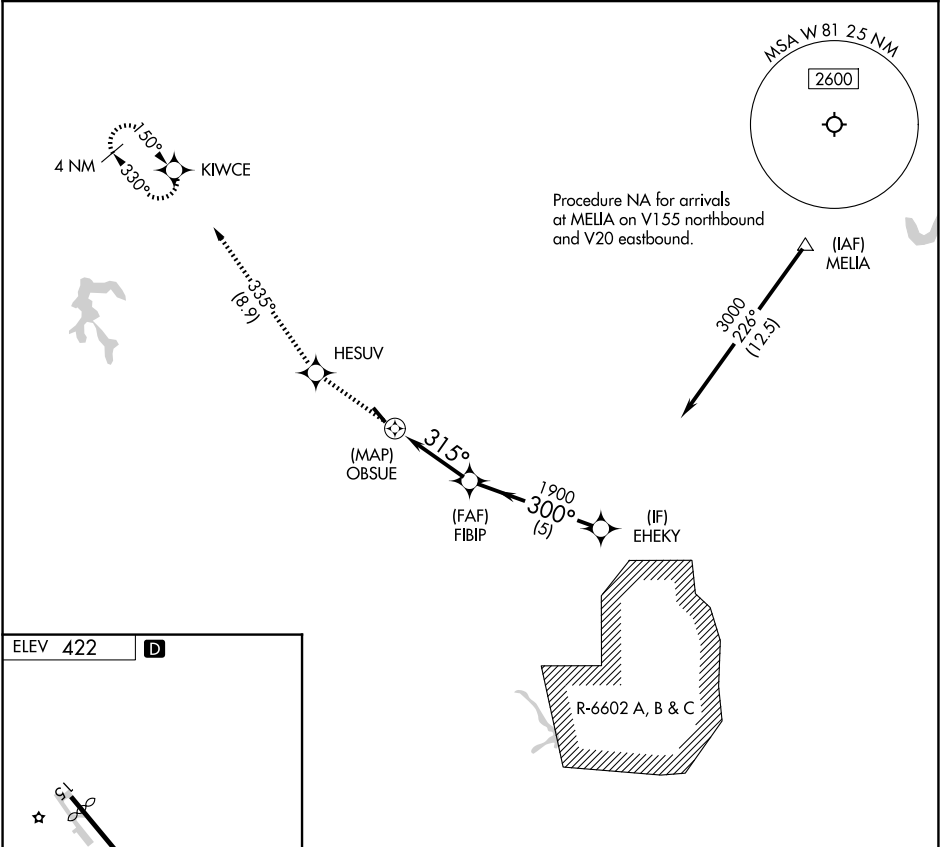 MSA W81 25 NM
2600
150°
4 NM
330°
KIWCE
Procedure NA for arrivals
at MELIA on V155 northbound
and V20 eastbound.
(IAF)
MELIA
3000
226°
(12.5)
335°
(8.9)
HESUV
315°
(MAP)
OBSUE
1900
300°
(5)
(FAF)
FIBIP
(IF)
EHEKY
R-6602 A, B & C
ELEV 422
D
15